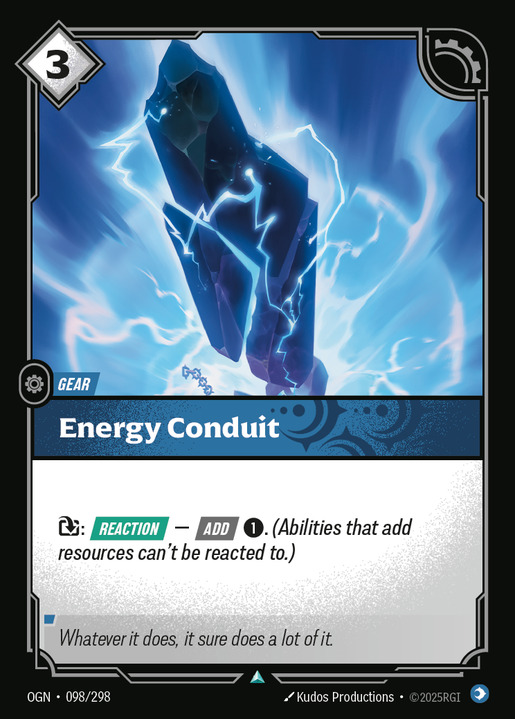 3
GEAR
Energy Conduit
: REACTION — ADD 1. (Abilities that add
resources can't be reacted to.)
Whatever it does, it sure does a lot of it.
OGN • 098/298
Kudos Productions • ©2025RGI